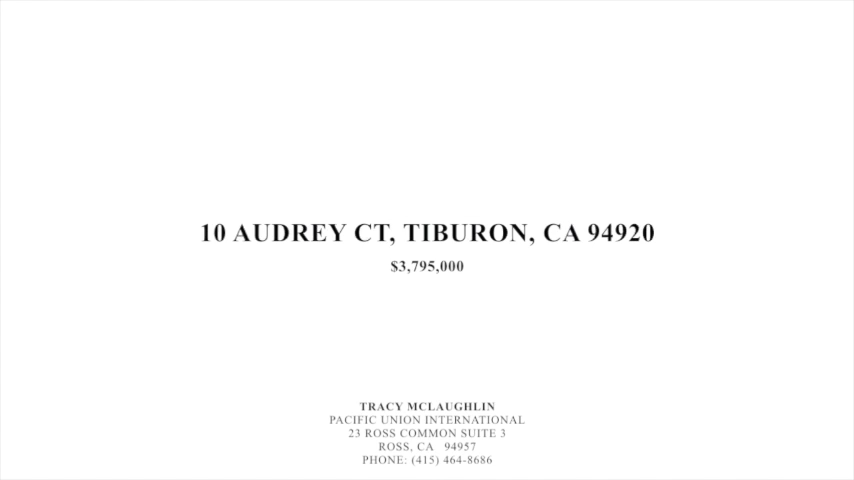 10 AUDREY CT, TIBURON, CA 94920
$3,795,000
TRACY MCLAUGHLIN
PACIFIC UNION INTERNATIONAL
23 ROSS COMMON SUITE 3
ROSS, CA 94957
PHONE: (415) 464-8686